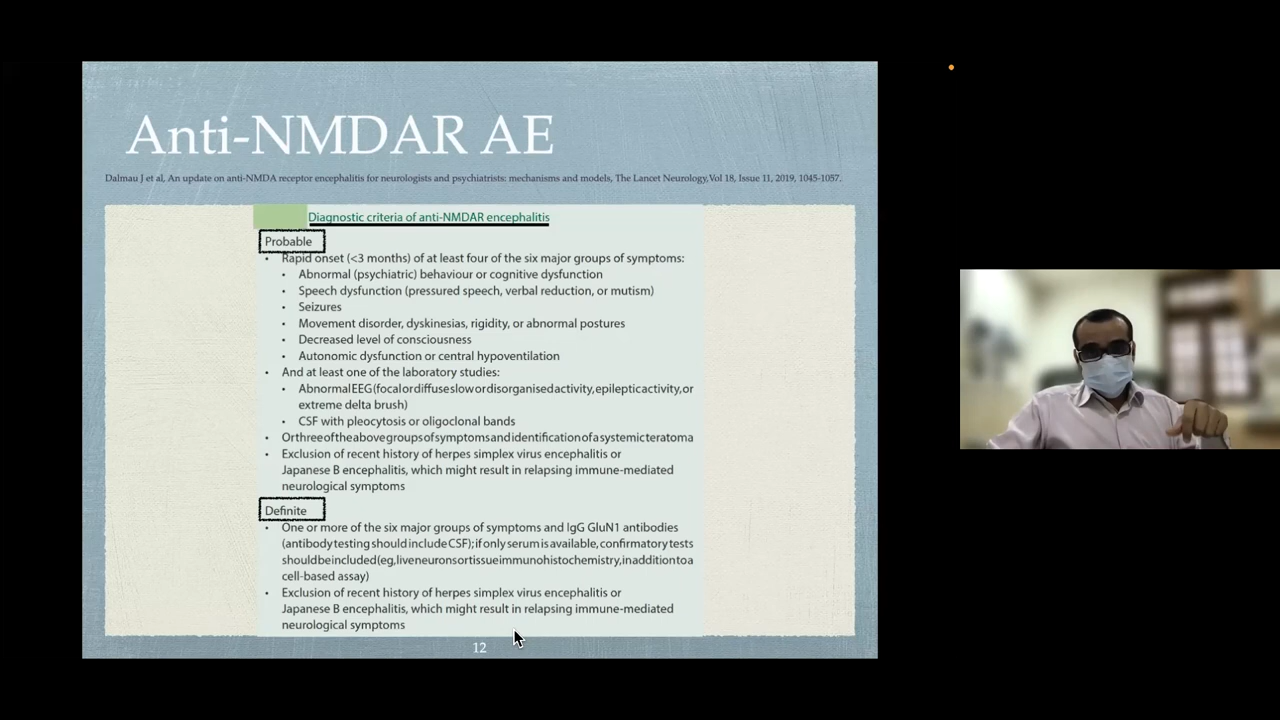 Anti-NMDAR AE
Dalmau J et al, An update on anti-NMDA receptor encephalitis for neurologists and psychiatrists: mechanisms and models, The Lancet Neurology,Vol 18, Issue 11, 2019, 1045-1057.
Diagnostic criteria of anti-NMDAR encephalitis
Probable
• Rapid onset (<3 months) of at least four of the six major groups of symptoms:
• Abnormal (psychiatric) behaviour or cognitive dysfunction
• Speech dysfunction (pressured speech, verbal reduction, or mutism)
• Seizures
• Movement disorder, dyskinesias, rigidity, or abnormal postures
• Decreased level of consciousness
• Autonomic dysfunction or central hypoventilation
• And at least one of the laboratory studies:
• Abnormal EEG (focal or diffuse slow or disorganised activity, epileptic activity, or
extreme delta brush)
• CSF with pleocytosis or oligoclonal bands
• Or three of the above groups of symptoms and identification of a systemic teratoma
• Exclusion of recent history of herpes simplex virus encephalitis or
Japanese B encephalitis, which might result in relapsing immune-mediated
neurological symptoms
Definite
• One or more of the six major groups of symptoms and IgG GluN1 antibodies
(antibody testing should include CSF); if only serum is available, confirmatory tests
should be included (eg, live neurons or tissue immunohistochemistry, in addition to a
cell-based assay)
• Exclusion of recent history of herpes simplex virus encephalitis or
Japanese B encephalitis, which might result in relapsing immune-mediated
neurological symptoms
12